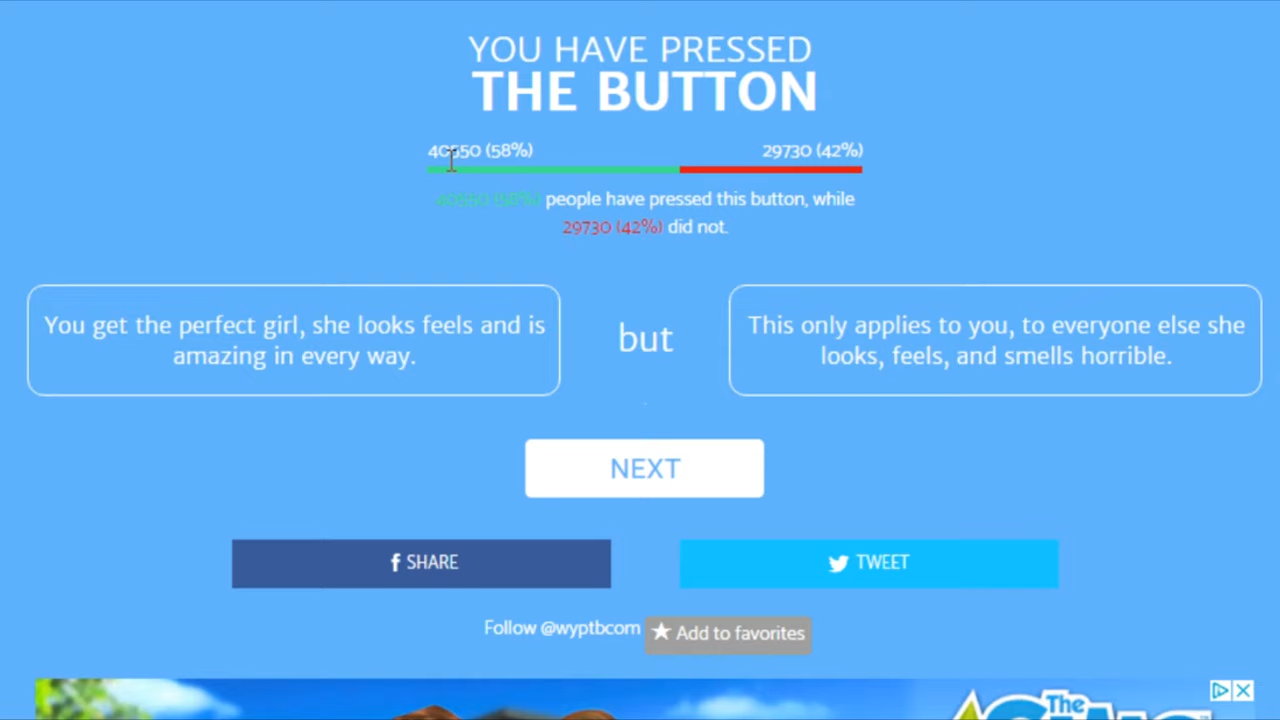 YOU HAVE PRESSED
THE BUTTON
(58%) 29730 (42%)
people have pressed this button, while
29730 (42%) did not.
You get the perfect girl, she looks feels and is
amazing in every way.
but
This only applies to you, to everyone else she
looks, feels, and smells horrible.
NEXT
f SHARE
TWEET
Follow @wyptbcom
Add to favorites
The